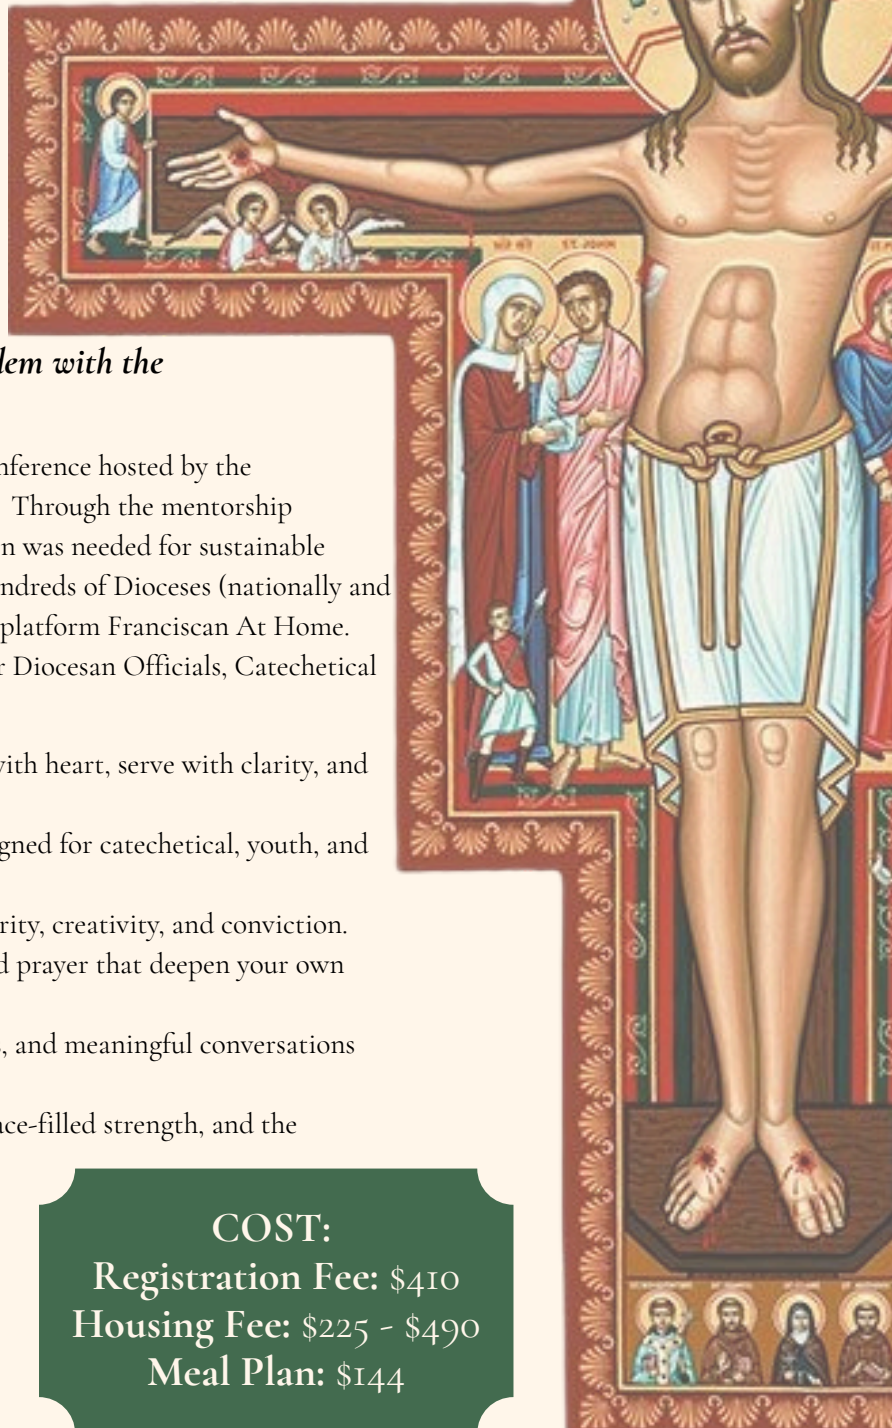 ST. JOHN
lem with the
nference hosted by the
Through the mentorship
n was needed for sustainable
ndreds of Dioceses (nationally and
platform Franciscan At Home.
r Diocesan Officials, Catechetical
with heart, serve with clarity, and
gned for catechetical, youth, and
rity, creativity, and conviction.
d prayer that deepen your own
, and meaningful conversations
ace-filled strength, and the
COST:
Registration Fee: $410
Housing Fee: $225 - $490
Meal Plan: $144